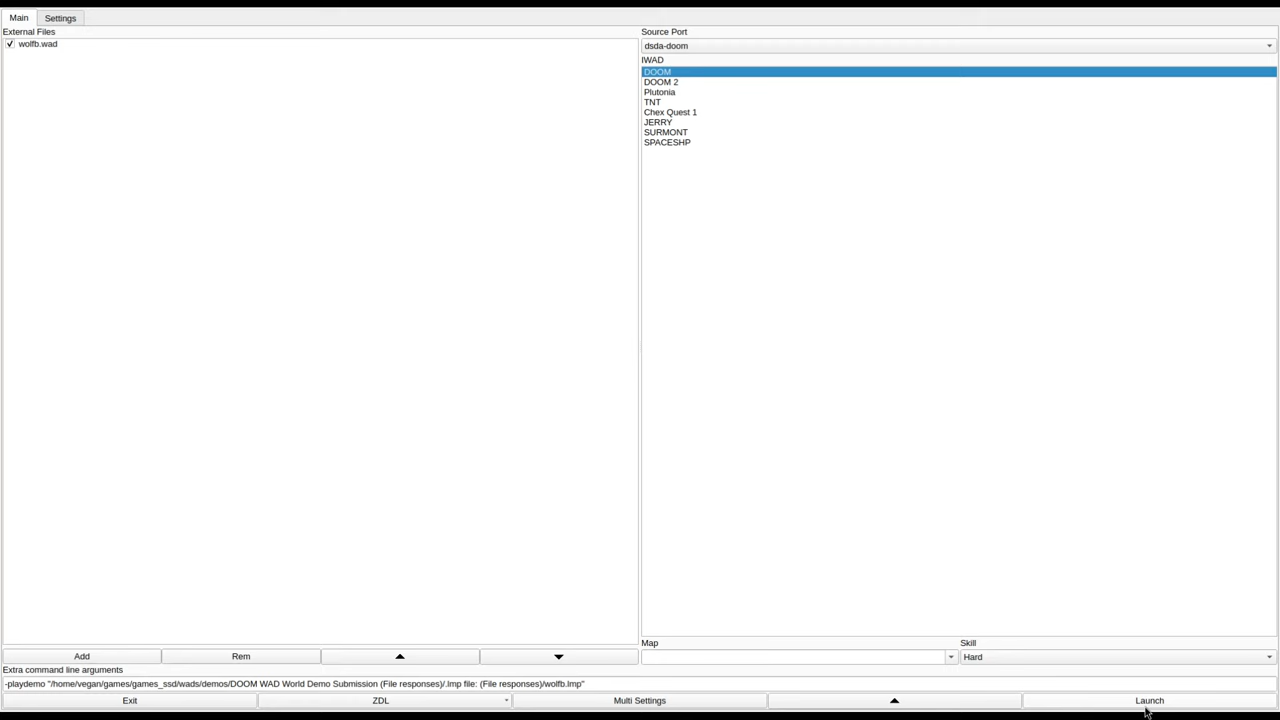 Main Settings
External Files
wolfb.wad
Source Port
dsda-doom
IWAD
DOOM
DOOM 2
Plutonia
TNT
Chex Quest 1
JERRY
SURMONT
SPACESHP
Map
Skill
Hard
Add Rem
Extra command line arguments
-playdemo "/home/vegan/games/games_ssd/wads/demos/DOOM WAD World Demo Submission (File responses)/.lmp file: (File responses)/wolfb.lmp"
Exit ZDL Multi Settings Launch